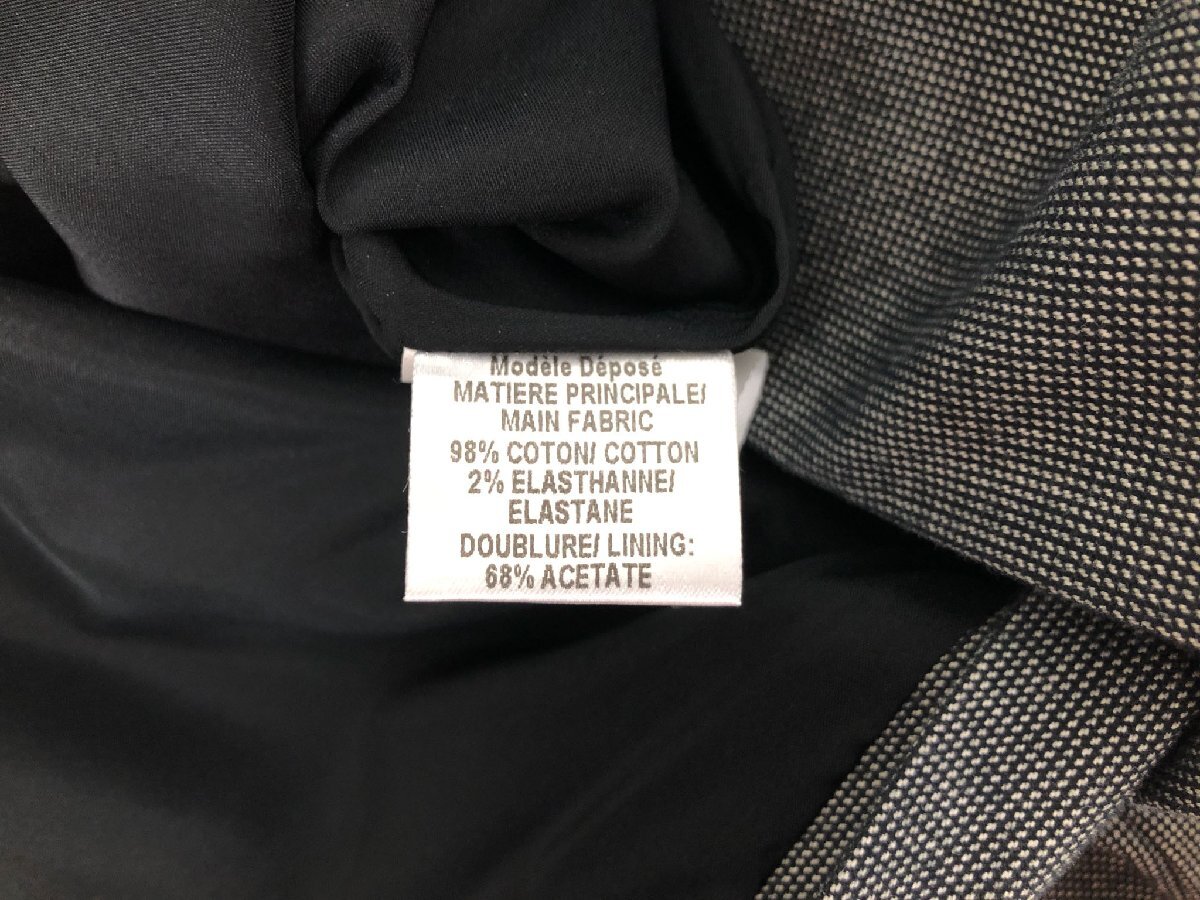 Modèle Déposé
MATIERE PRINCIPALE/
MAIN FABRIC
98% COTON/ COTTON
2% ELASTHANNE/
ELASTANE
DOUBLURE/ LINING:
68% ACETATE